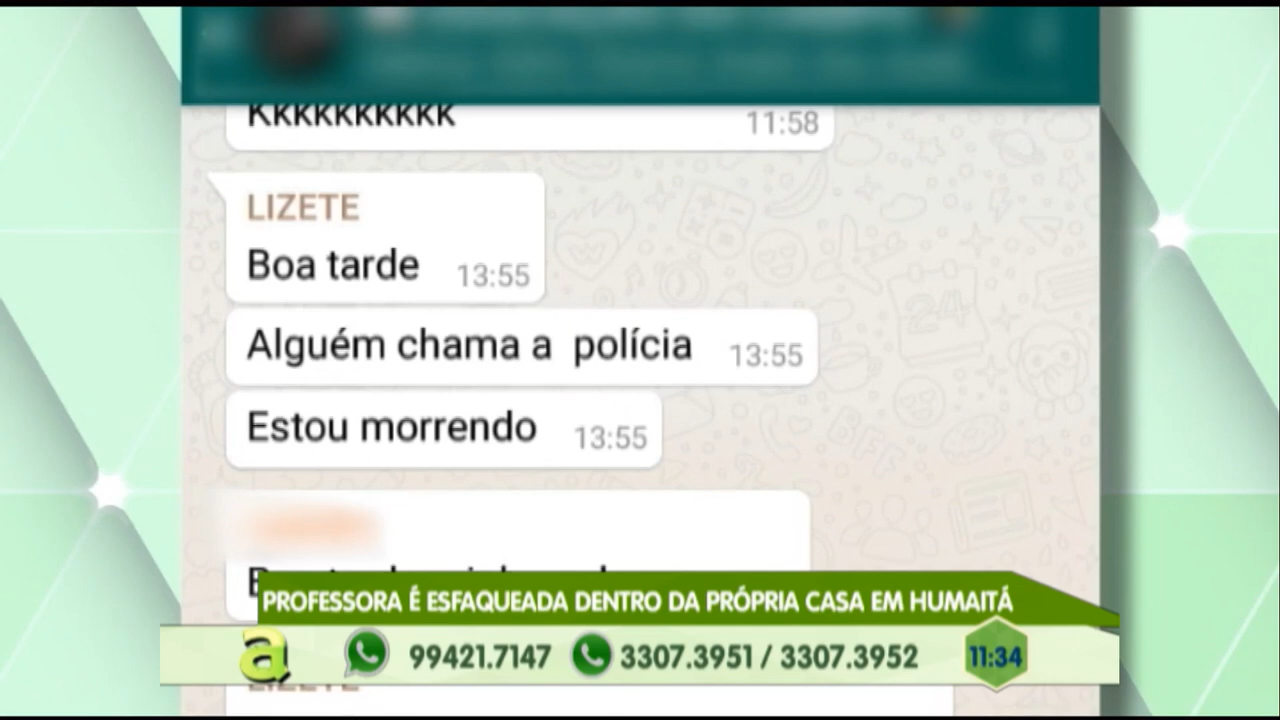 Kkkkkkkkkk
11:58
LIZETE
Boa tarde 13:55
Alguém chama a polícia 13:55
Estou morrendo 13:55
PROFESSORA É ESFAQUEADA DENTRO DA PRÓPRIA CASA EM HUMAITÁ
a 99421.7147 3307.3951 / 3307.3952 11:34
LIZETE